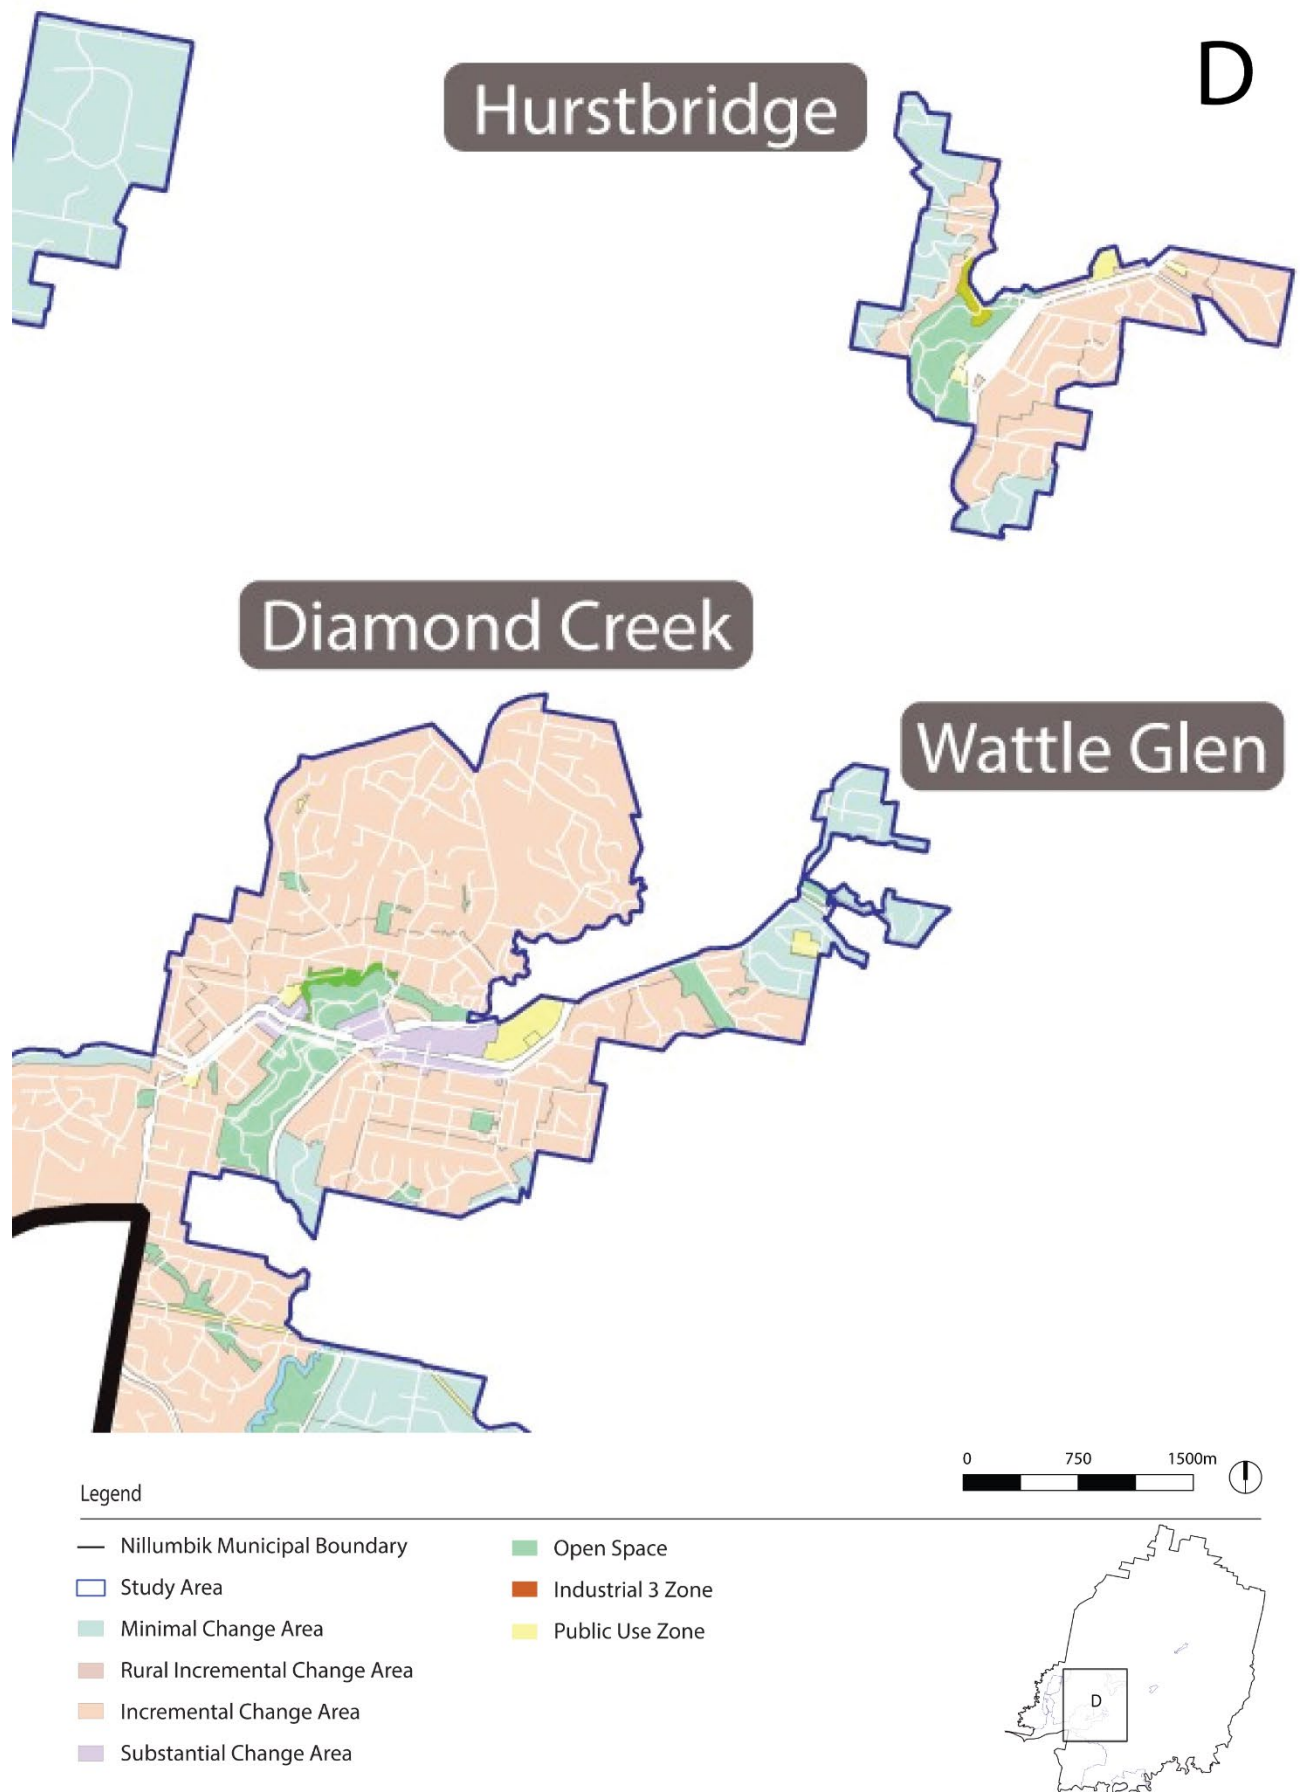 D
Hurstbridge
Diamond Creek
Wattle Glen
0 750 1500m
Legend
Nillumbik Municipal Boundary
Study Area
Minimal Change Area
Rural Incremental Change Area
Incremental Change Area
Substantial Change Area
Open Space
Industrial 3 Zone
Public Use Zone
D